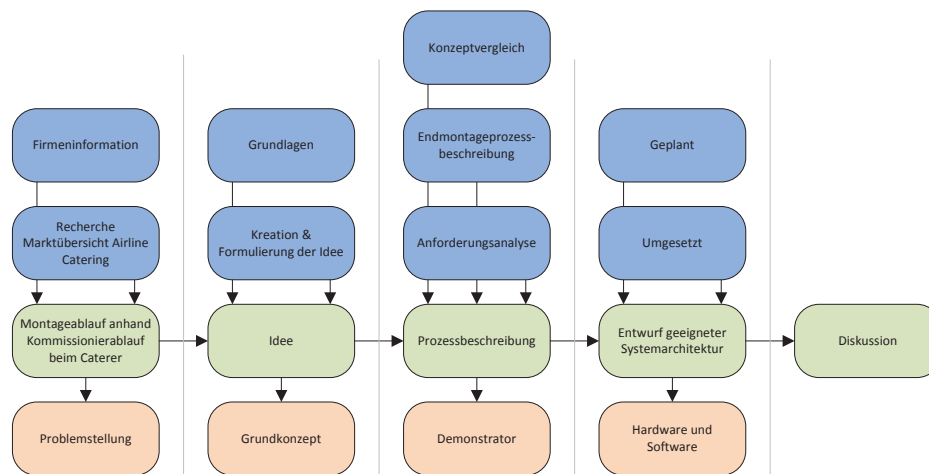 Konzeptvergleich
Firmeninformation
Grundlagen
Endmontageprozess-
beschreibung
Geplant
Recherche
Marktübersicht Airline
Catering
Kreation &
Formulierung der Idee
Anforderungsanalyse
Umgesetzt
Montageablauf anhand
Kommissionierablauf
beim Caterer
Idee
Prozessbeschreibung
Entwurf geeigneter
Systemarchitektur
Diskussion
Problemstellung
Grundkonzept
Demonstrator
Hardware und
Software